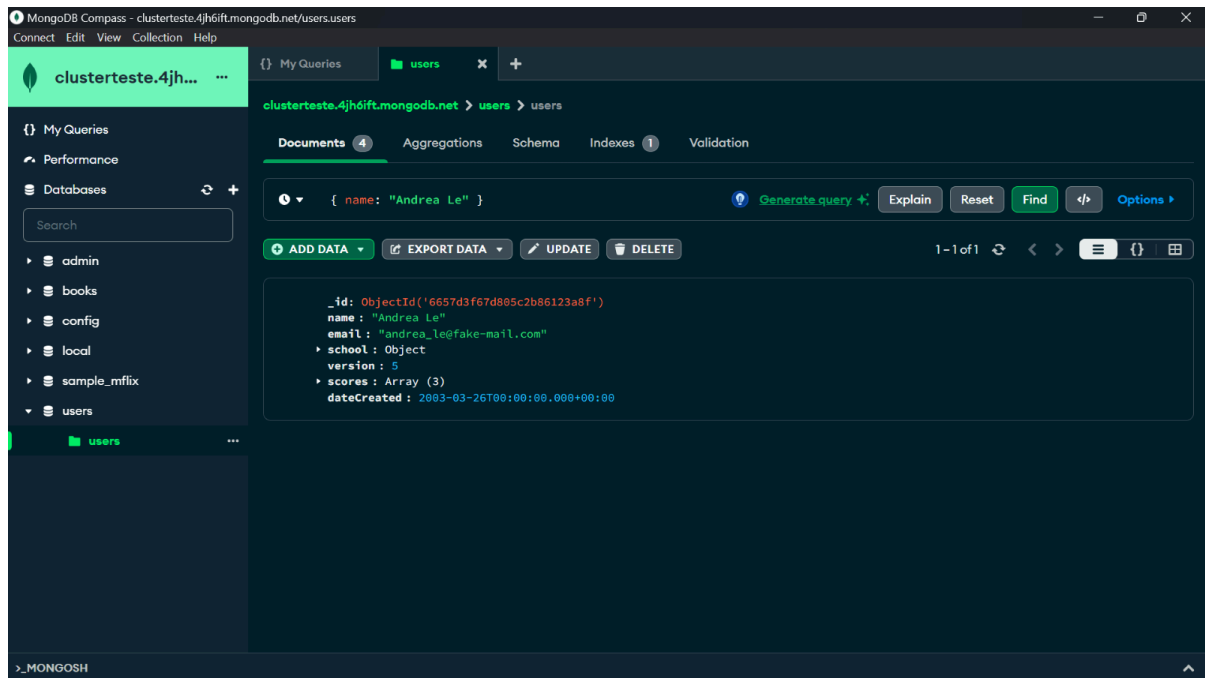 MongoDB Compass - clusterteste.4jh6ift.mongodb.net/users.users
Connect Edit View Collection Help
clusterteste.4jh... ...
{} My Queries
Performance
Databases
Search
admin
books
config
local
sample_mflix
users
users ...
{} My Queries
users
clusterteste.4jh6ift.mongodb.net > users > users
Documents 4 Aggregations Schema Indexes 1 Validation
{ name: "Andrea Le" } Generate query Explain Reset Find </> Options
ADD DATA EXPORT DATA UPDATE DELETE 1-1 of 1 {}
_id: ObjectId('6657d3f67d805c2b86123a8f')
name : "Andrea Le"
email : "andrea_le@fake-mail.com"
school : Object
version : 5
scores : Array (3)
dateCreated : 2003-03-26T00:00:00.000+00:00
>_MONGOSH